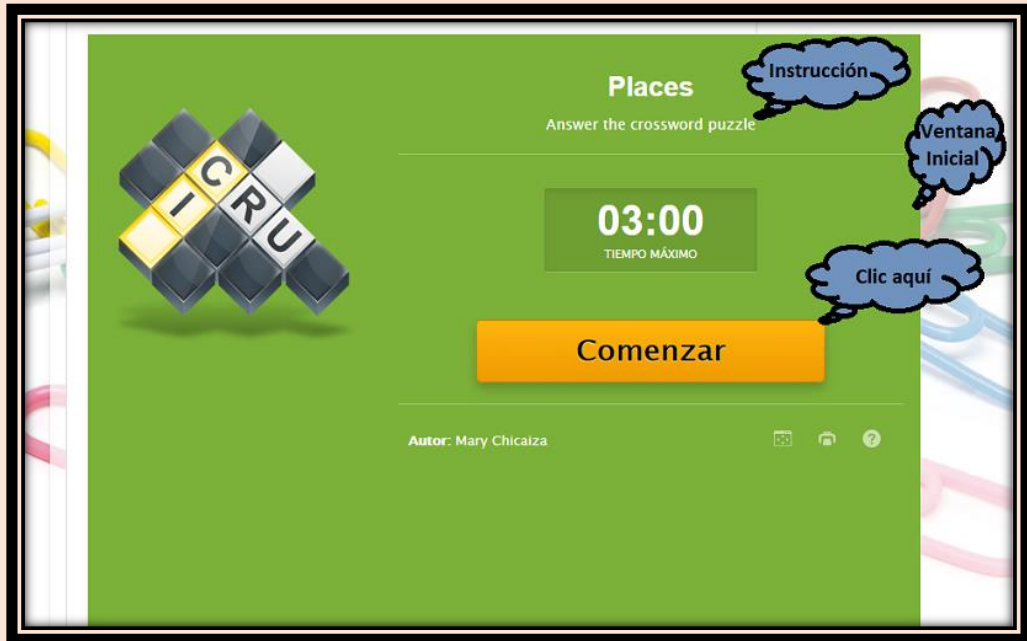 Places
Instrucción
Answer the crossword puzzle
Ventana
Inicial
C
I R
U
03:00
TIEMPO MÁXIMO
Clic aquí
Comenzar
Autor: Mary Chicaiza
?